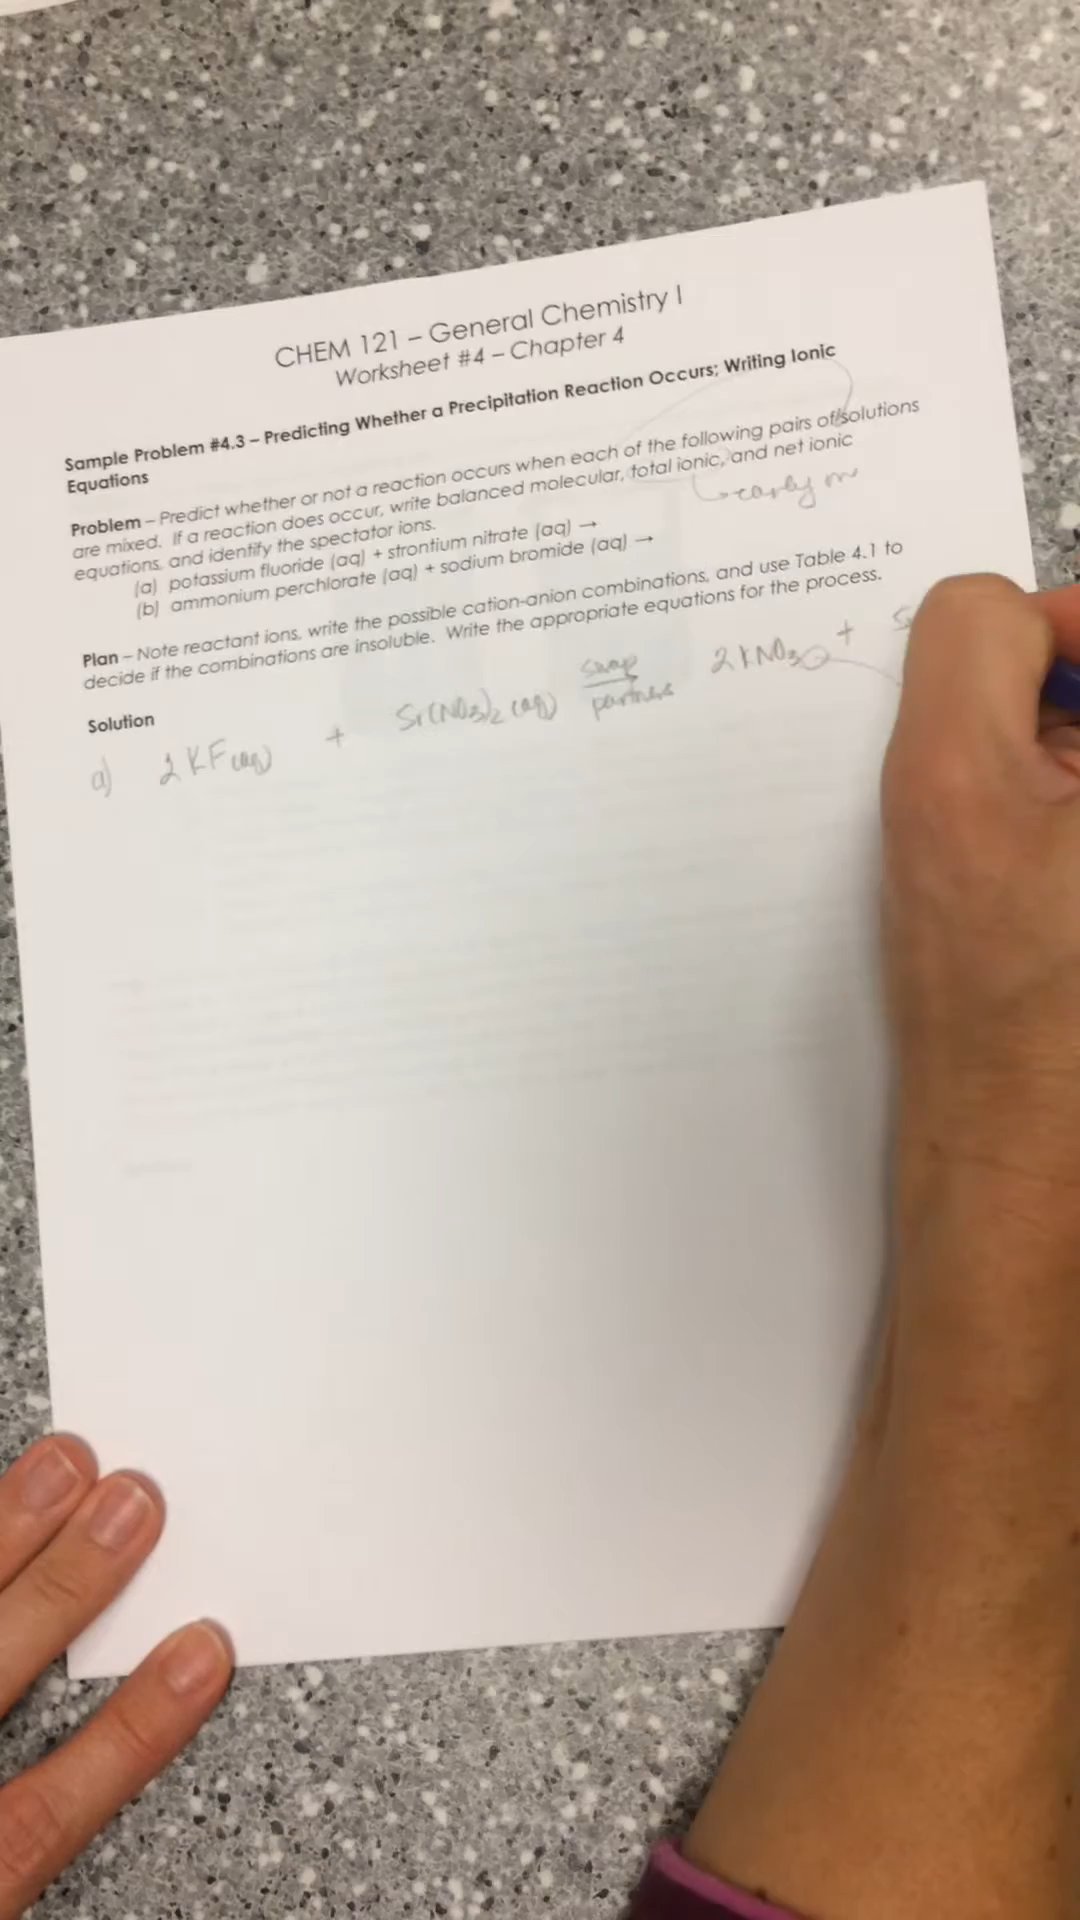 CHEM 121 – General Chemistry I
Worksheet #4 – Chapter 4
Sample Problem #4.3 – Predicting Whether a Precipitation Reaction Occurs; Writing Ionic
Equations
Problem – Predict whether or not a reaction occurs when each of the following pairs of solutions
are mixed. If a reaction does occur, write balanced molecular, total ionic, and net ionic
equations, and identify the spectator ions.
(a) potassium fluoride (aq) + strontium nitrate (aq) →
(b) ammonium perchlorate (aq) + sodium bromide (aq) →
Plan – Note reactant ions, write the possible cation-anion combinations, and use Table 4.1 to
decide if the combinations are insoluble. Write the appropriate equations for the process.
Solution
a) 2 KF (aq) + Sr(NO3)2 (aq) swap partners 2 KNO3 +